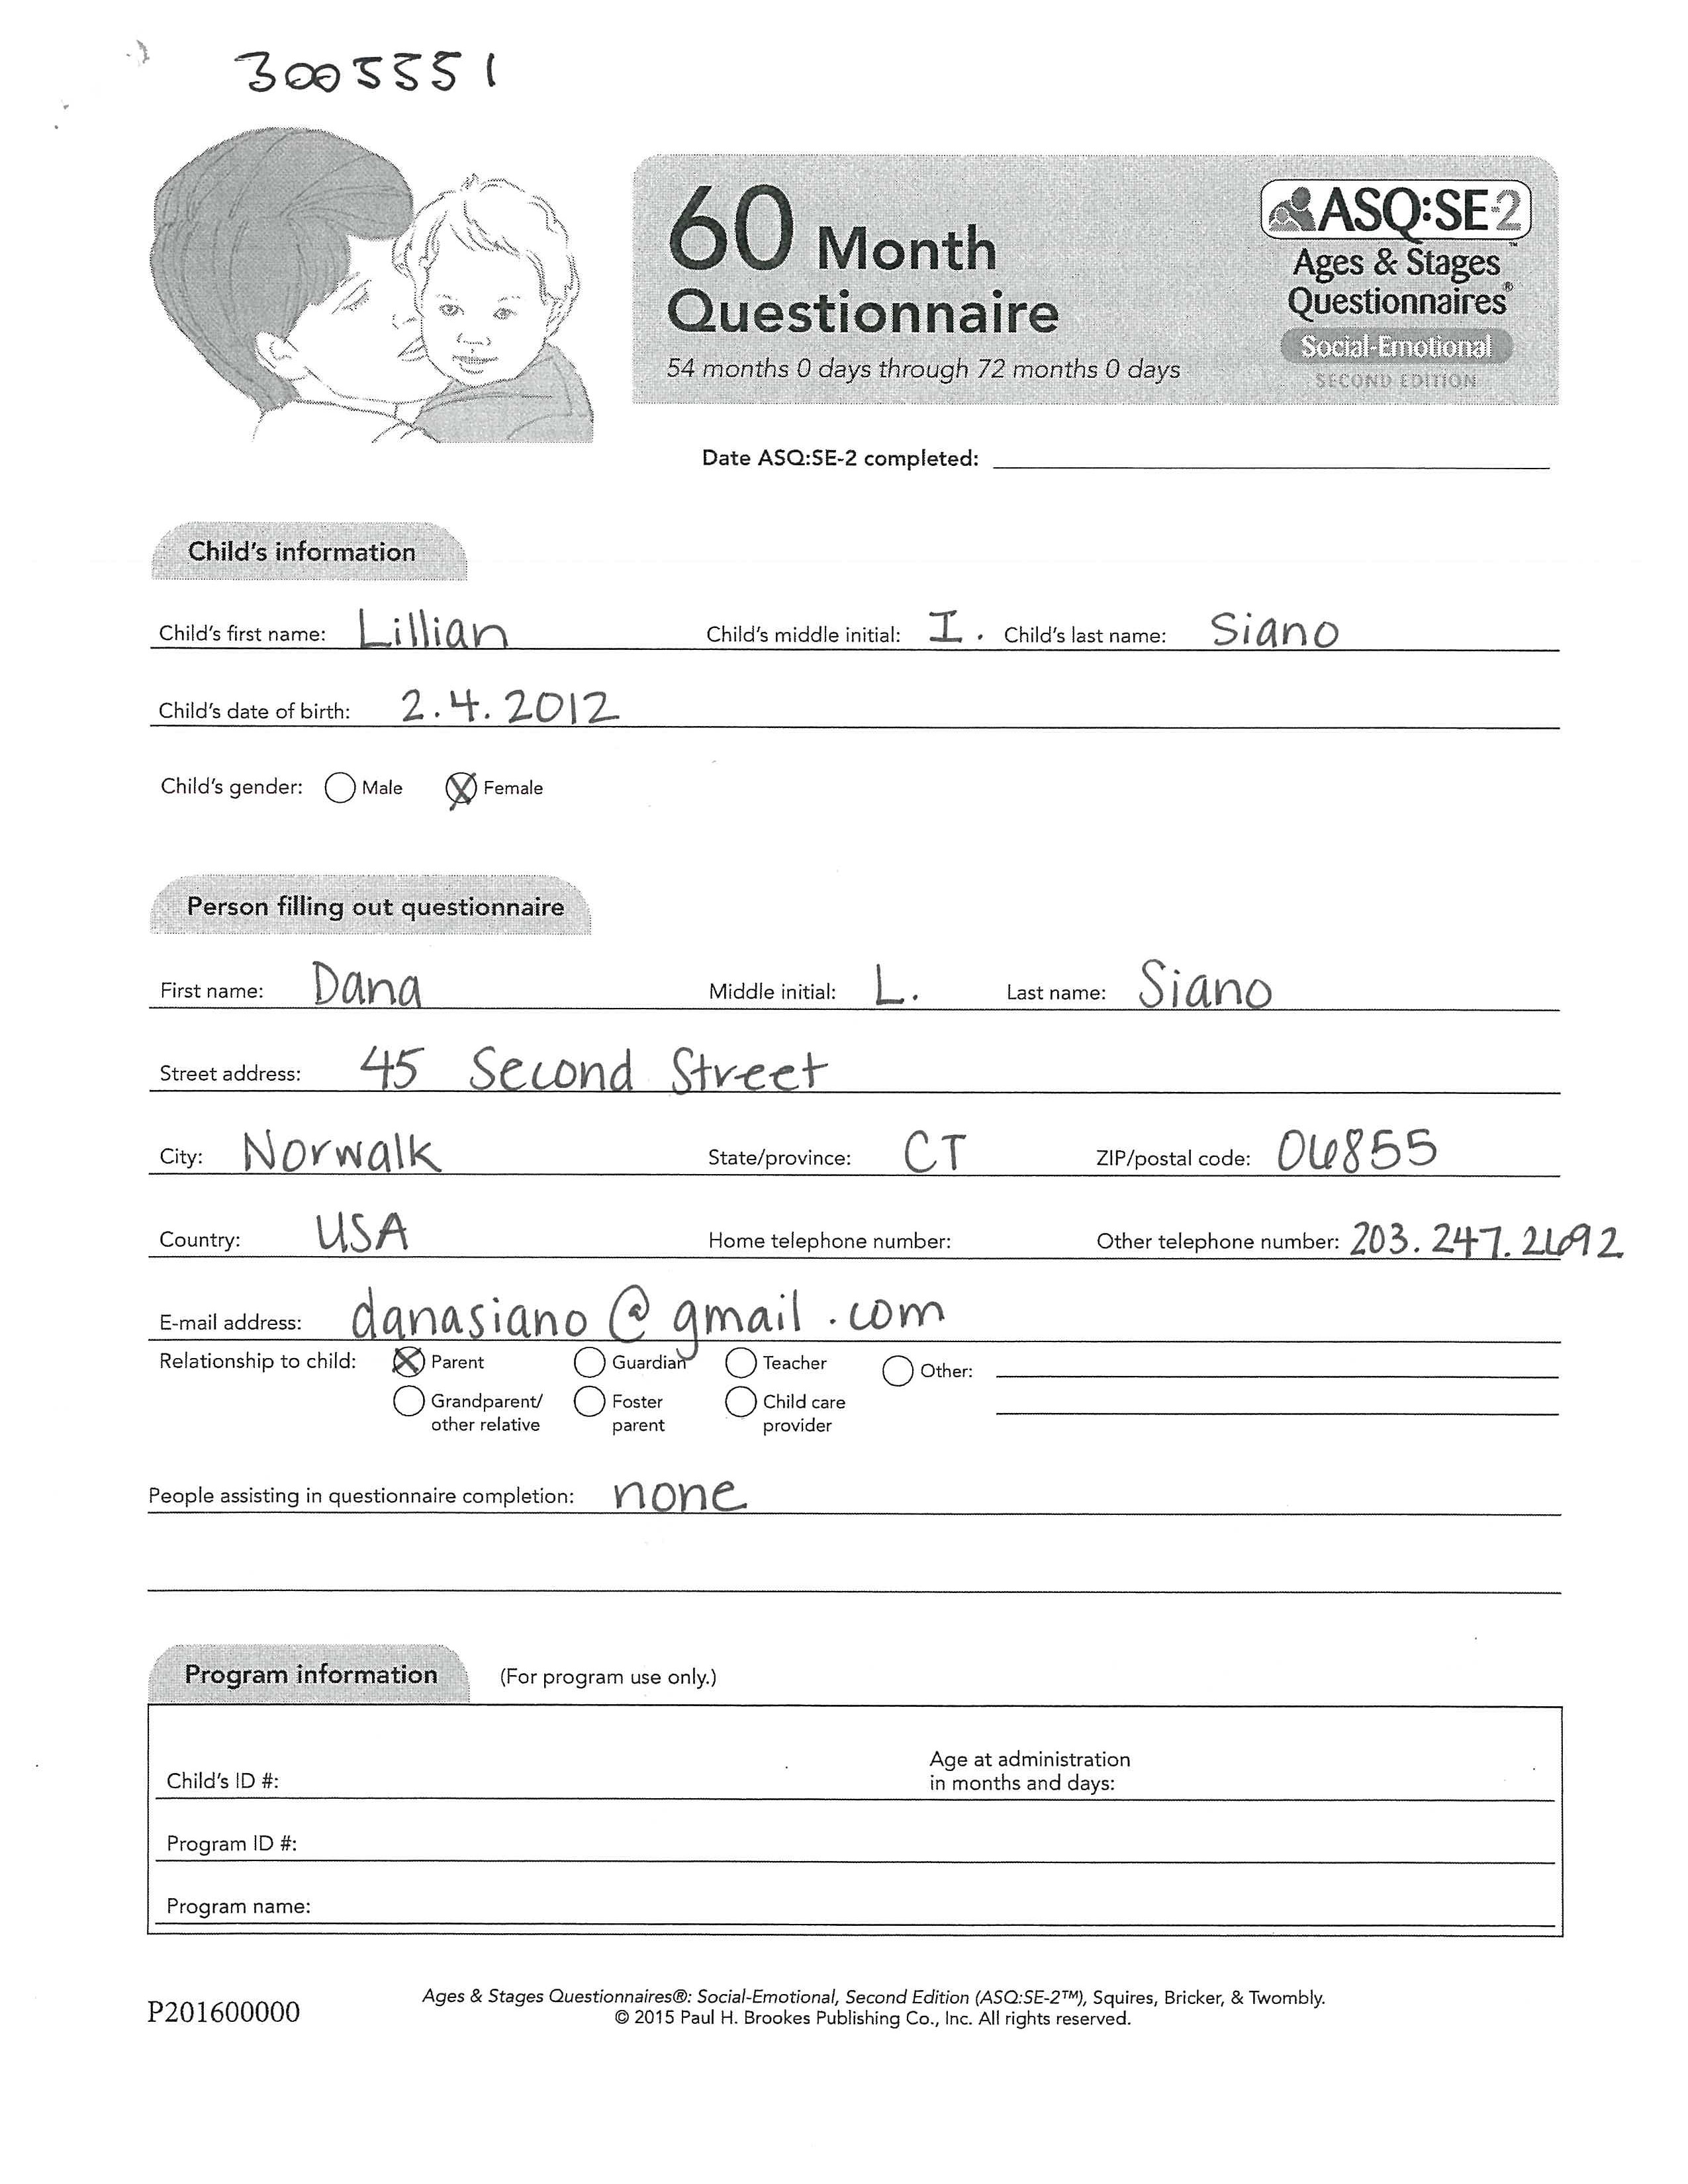 3005551
60 Month
Questionnaire
54 months 0 days through 72 months 0 days
ASQ:SE-2™
Ages & Stages
Questionnaires®
Social-Emotional
SECOND EDITION
Date ASQ:SE-2 completed:
Child's information
Child's first name: Lillian Child's middle initial: I. Child's last name: Siano
Child's date of birth: 2.4.2012
Child's gender: Male Female
Person filling out questionnaire
First name: Dana Middle initial: L. Last name: Siano
Street address: 45 Second Street
City: Norwalk State/province: CT ZIP/postal code: 06855
Country: USA Home telephone number: Other telephone number: 203.247.2692
E-mail address: danasiano@gmail.com
Relationship to child: Parent Guardian Teacher Other:
Grandparent/ other relative Foster parent Child care provider
People assisting in questionnaire completion: none
Program information (For program use only.)
Child's ID #: Age at administration in months and days:
Program ID #:
Program name:
P201600000
Ages & Stages Questionnaires®: Social-Emotional, Second Edition (ASQ:SE-2™), Squires, Bricker, & Twombly.
© 2015 Paul H. Brookes Publishing Co., Inc. All rights reserved.